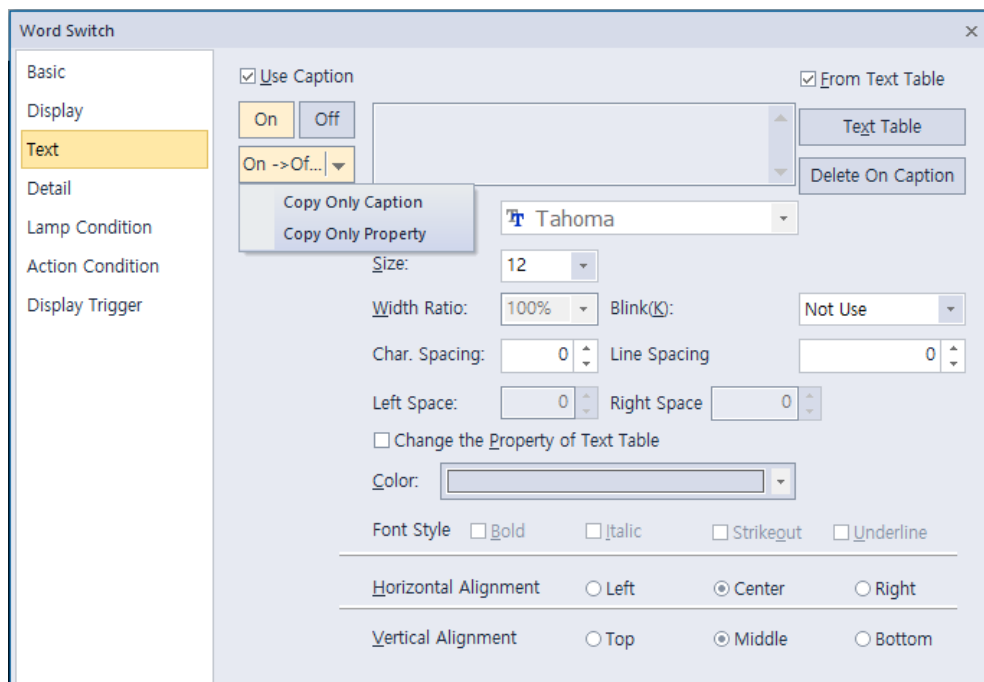 Word Switch
Basic
Display
Text
Detail
Lamp Condition
Action Condition
Display Trigger
Use Caption
From Text Table
On
Off
Text Table
On ->Of...
Delete On Caption
Copy Only Caption
Copy Only Property
Tahoma
Size:
12
Width Ratio:
100%
Blink(K):
Not Use
Char. Spacing:
0
Line Spacing
0
Left Space:
0
Right Space
0
Change the Property of Text Table
Color:
Font Style
Bold
Italic
Strikeout
Underline
Horizontal Alignment
Left
Center
Right
Vertical Alignment
Top
Middle
Bottom